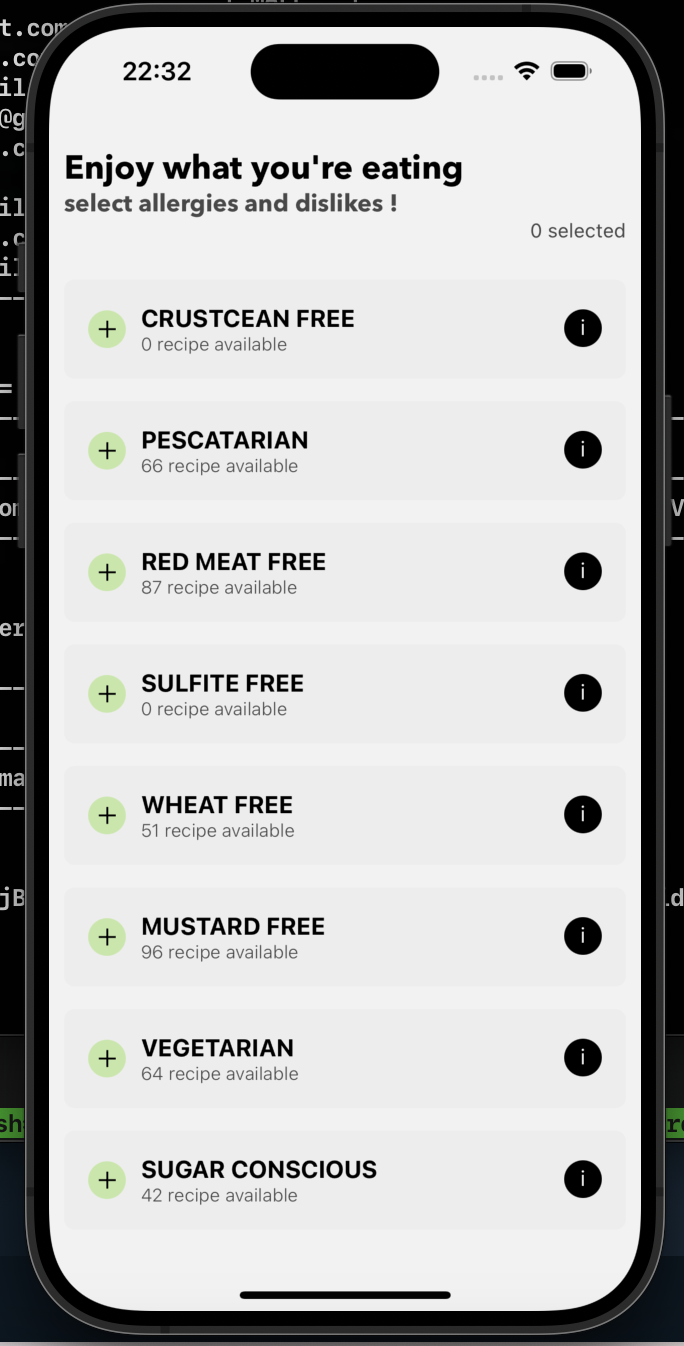 22:32
Enjoy what you're eating
select allergies and dislikes !
0 selected
CRUSTCEAN FREE
0 recipe available
i
PESCATARIAN
66 recipe available
i
RED MEAT FREE
87 recipe available
i
SULFITE FREE
0 recipe available
i
WHEAT FREE
51 recipe available
i
MUSTARD FREE
96 recipe available
i
VEGETARIAN
64 recipe available
i
SUGAR CONSCIOUS
42 recipe available
i